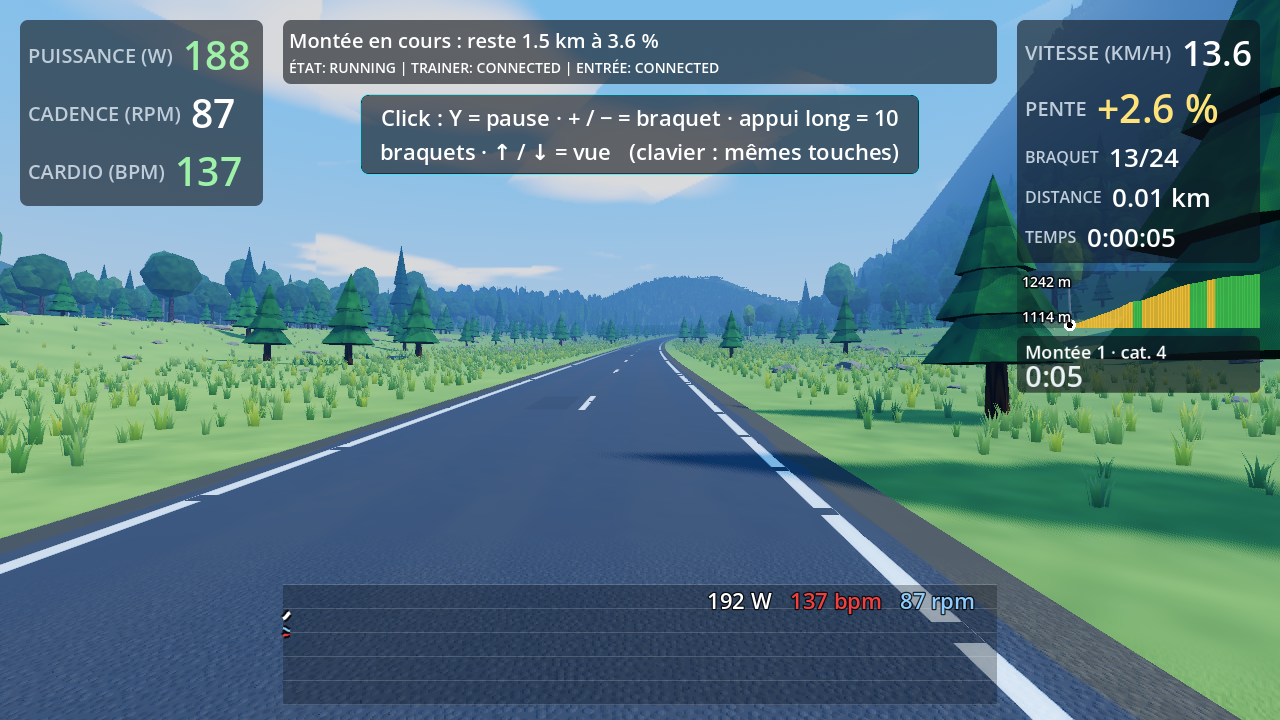 PUISSANCE (W) 188
CADENCE (RPM) 87
CARDIO (BPM) 137
Montée en cours : reste 1.5 km à 3.6 %
ÉTAT: RUNNING | TRAINER: CONNECTED | ENTRÉE: CONNECTED
Click : Y = pause · + / − = braquet · appui long = 10
braquets · ↑ / ↓ = vue (clavier : mêmes touches)
VITESSE (KM/H) 13.6
PENTE +2.6 %
BRAQUET 13/24
DISTANCE 0.01 km
TEMPS 0:00:05
1242 m
1114 m
Montée 1 · cat. 4
0:05
192 W 137 bpm 87 rpm